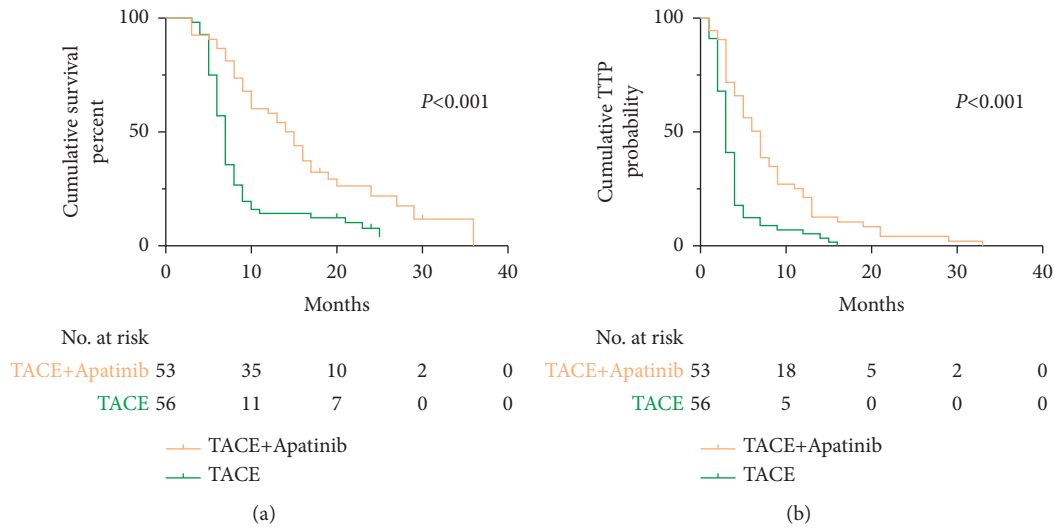 100
50
0
Cumulative survival
percent
P<0.001
0 10 20 30 40
Months
No. at risk
TACE+Apatinib 53 35 10 2 0
TACE 56 11 7 0 0
TACE+Apatinib
TACE
(a)
100
50
0
Cumulative TTP
probability
P<0.001
0 10 20 30 40
Months
No. at risk
TACE+Apatinib 53 18 5 2 0
TACE 56 5 0 0 0
TACE+Apatinib
TACE
(b)